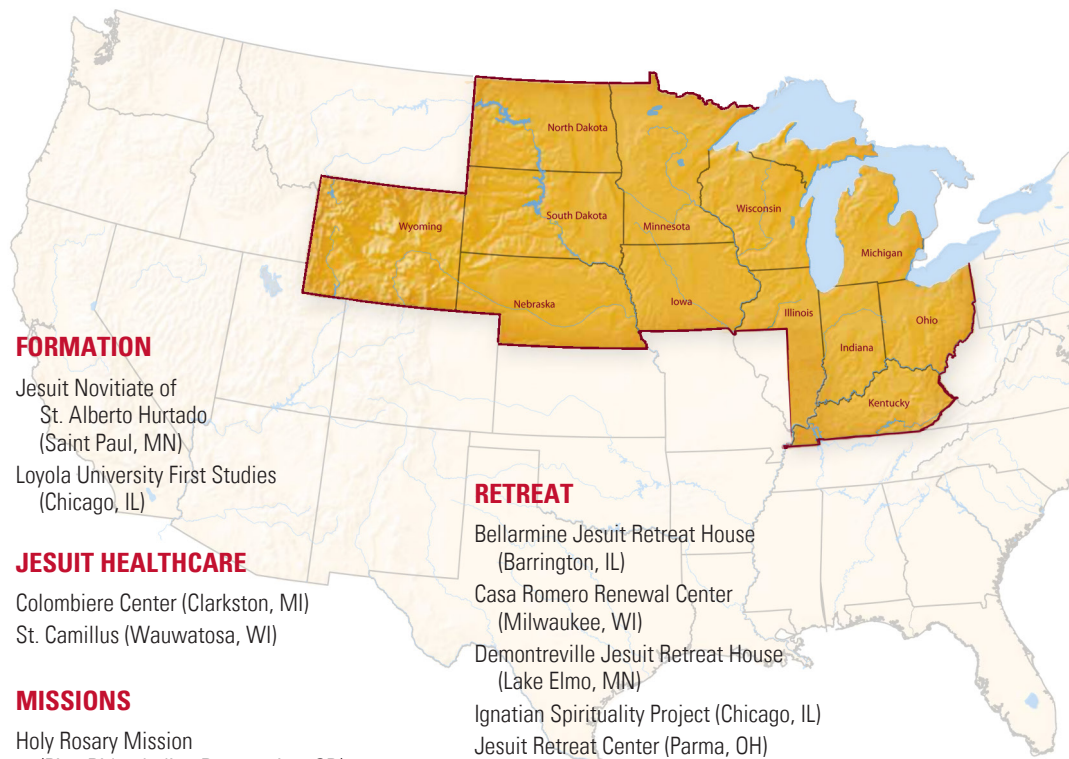 North Dakota
South Dakota
Minnesota
Wisconsin
Wyoming
Michigan
Nebraska
Iowa
Illinois
Indiana
Ohio
Kentucky
FORMATION
Jesuit Novitiate of
St. Alberto Hurtado
(Saint Paul, MN)
Loyola University First Studies
(Chicago, IL)
JESUIT HEALTHCARE
Colombiere Center (Clarkston, MI)
St. Camillus (Wauwatosa, WI)
MISSIONS
Holy Rosary Mission
RETREAT
Bellarmine Jesuit Retreat House
(Barrington, IL)
Casa Romero Renewal Center
(Milwaukee, WI)
Demontreville Jesuit Retreat House
(Lake Elmo, MN)
Ignatian Spirituality Project (Chicago, IL)
Jesuit Retreat Center (Parma, OH)